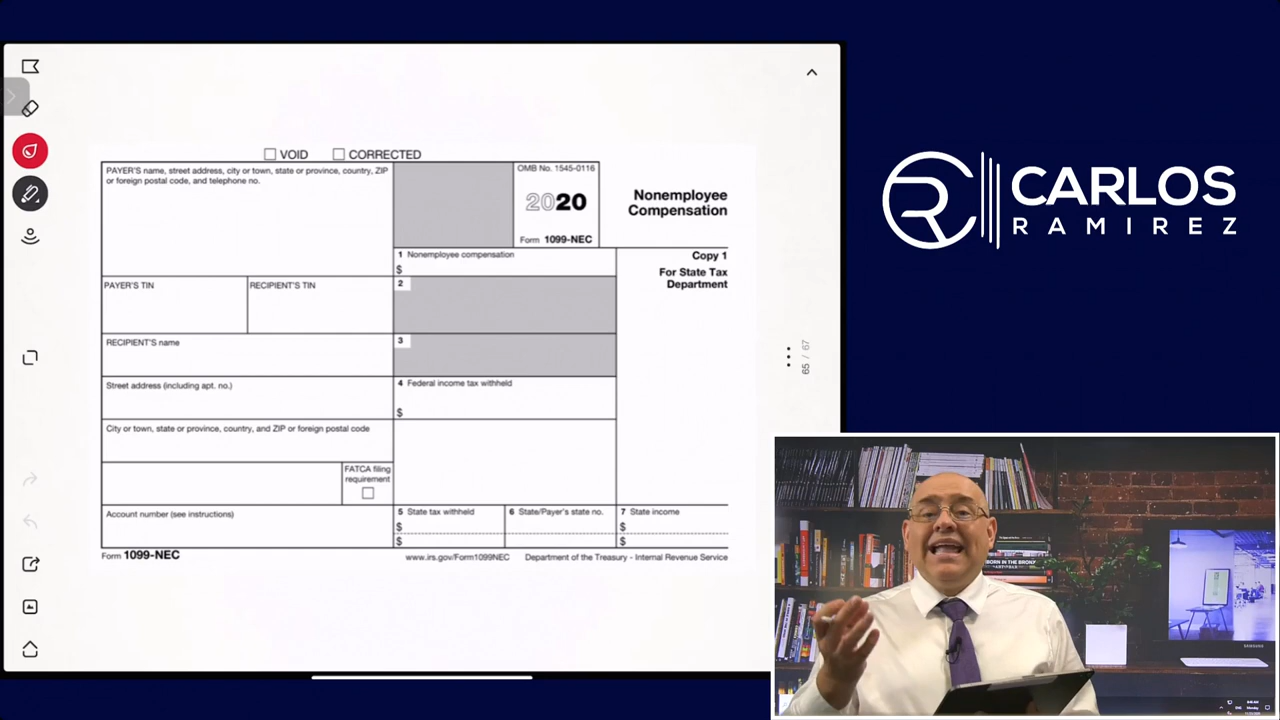 CARLOS
RAMIREZ
VOID
CORRECTED
PAYER'S name, street address, city or town, state or province, country, ZIP
or foreign postal code, and telephone no.
OMB No. 1545-0116
2020
Form 1099-NEC
Nonemployee
Compensation
1 Nonemployee compensation
$
Copy 1
For State Tax
Department
PAYER'S TIN
RECIPIENT'S TIN
2
RECIPIENT'S name
3
Street address (including apt. no.)
4 Federal income tax withheld
$
City or town, state or province, country, and ZIP or foreign postal code
FATCA filing
requirement
Account number (see instructions)
5 State tax withheld
$
$
6 State/Payer's state no.
7 State income
$
$
Form 1099-NEC
www.irs.gov/Form1099NEC
Department of the Treasury - Internal Revenue Service
65 / 67
BORN IN THE BRONX
SAMSUNG